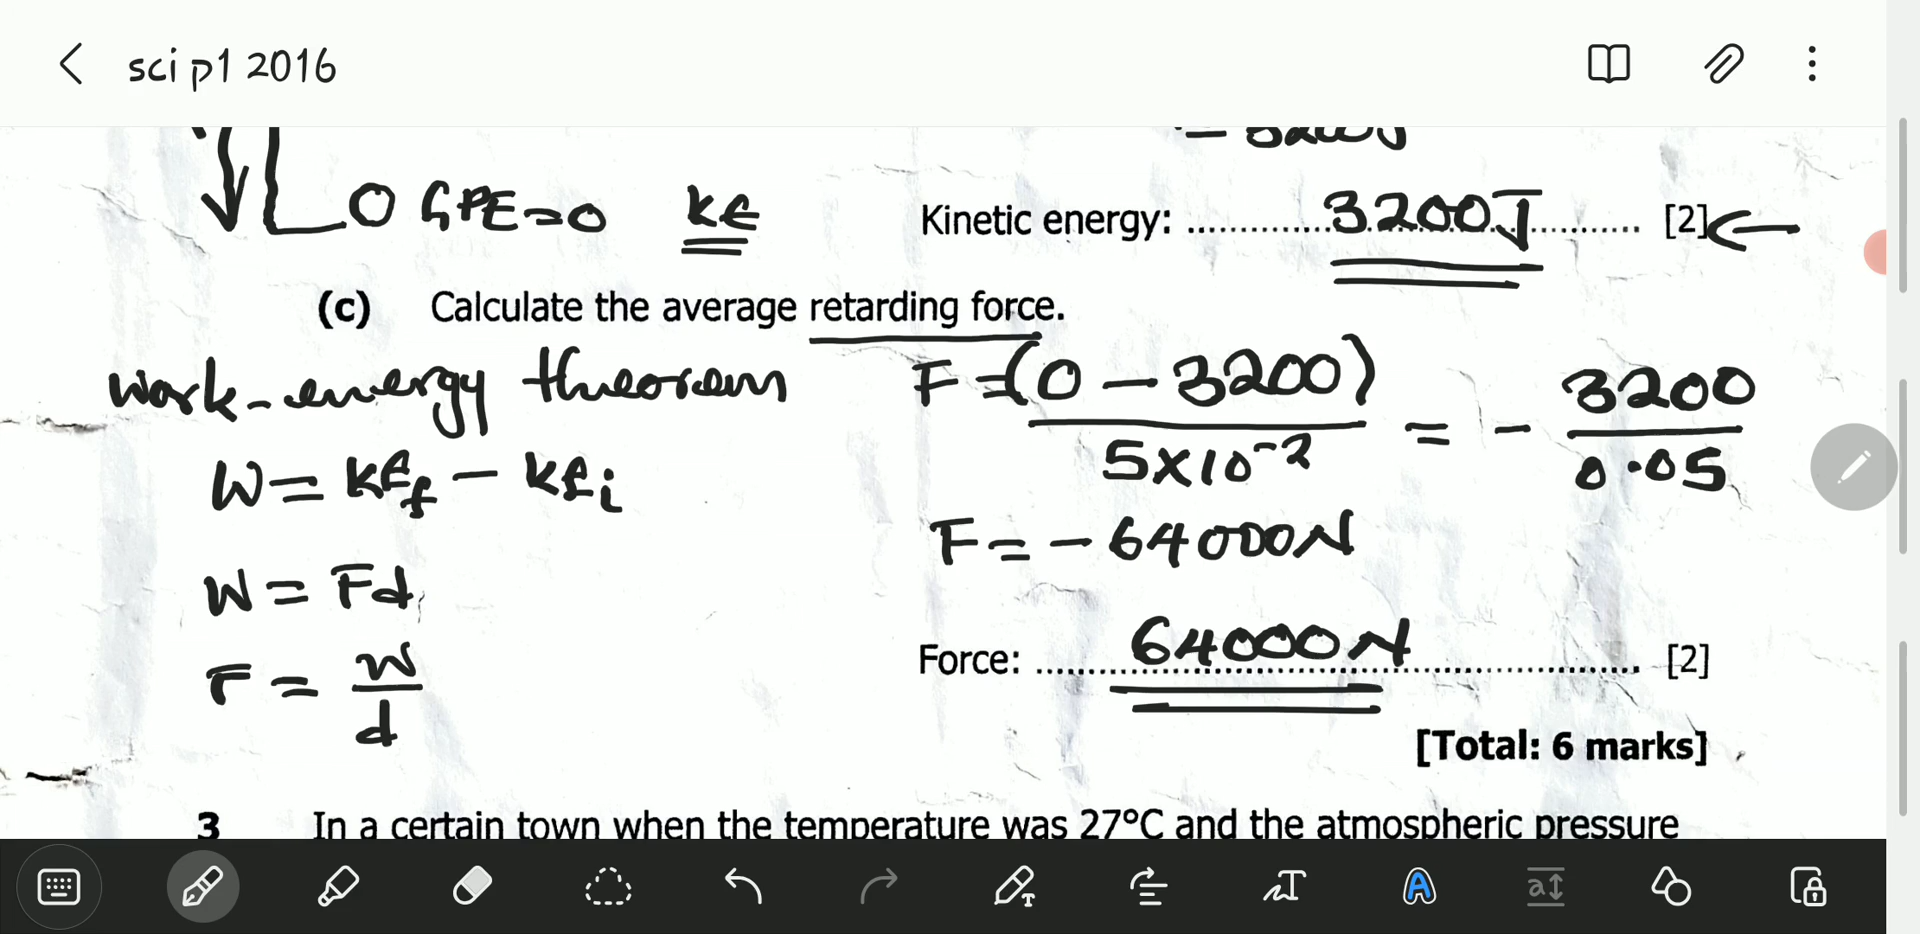 sci p1 2016
GPE=0 KE
Kinetic energy: 3200J [2]
(c) Calculate the average retarding force.
work-energy theorem
W = KEf - KEi
W = Fd
F = W/d
F = (0 - 3200) / 5×10⁻² = - 3200 / 0.05
F = - 64000N
Force: 64000N [2]
[Total: 6 marks]
3 In a certain town when the temperature was 27°C and the atmospheric pressure